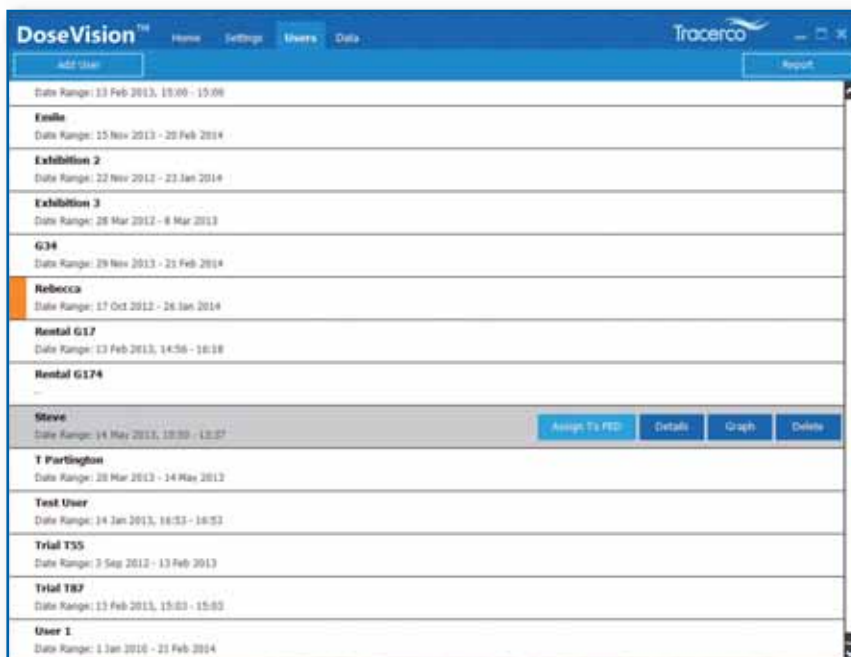 DoseVision™ Home Settings Users Data Tracerco
Add User Report
Date Range: 13 Feb 2013, 15:06 - 15:06
Emile
Date Range: 15 Nov 2013 - 20 Feb 2014
Exhibition 2
Date Range: 22 Nov 2012 - 23 Jan 2014
Exhibition 3
Date Range: 28 Mar 2012 - 6 Mar 2013
G34
Date Range: 29 Nov 2013 - 21 Feb 2014
Rebecca
Date Range: 17 Oct 2012 - 26 Jan 2014
Rental G17
Date Range: 13 Feb 2013, 14:56 - 16:18
Rental G174
Steve
Date Range: 14 May 2013,
Assign To PED Details Graph Delete
T Partington
Date Range: 20 Mar 2013 - 14 May 2013
Test User
Date Range: 14 Jan 2013, 16:53 - 16:53
Trial T55
Date Range: 3 Sep 2012 - 13 Feb 2013
Trial T87
Date Range: 13 Feb 2013, 15:03 - 15:03
User 1
Date Range: 1 Jan 2010 - 21 Feb 2014